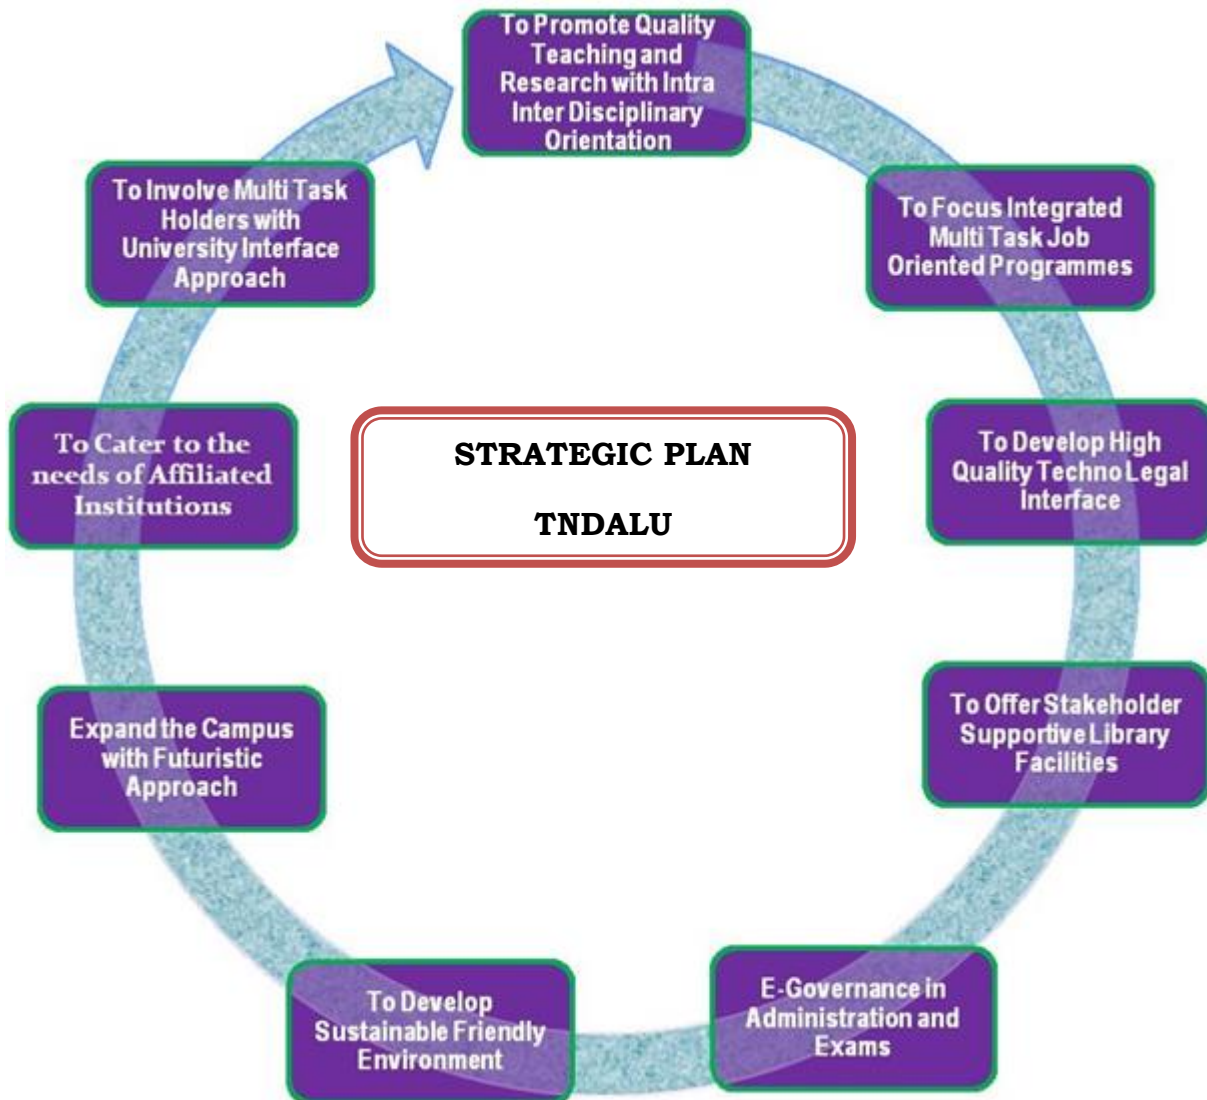 To Promote Quality
Teaching and
Research with Intra
Inter Disciplinary
Orientation
To Focus Integrated
Multi Task Job
Oriented Programmes
To Develop High
Quality Techno Legal
Interface
To Offer Stakeholder
Supportive Library
Facilities
E-Governance in
Administration and
Exams
To Develop
Sustainable Friendly
Environment
Expand the Campus
with Futuristic
Approach
To Cater to the
needs of Affiliated
Institutions
To Involve Multi Task
Holders with
University Interface
Approach
STRATEGIC PLAN
TNDALU